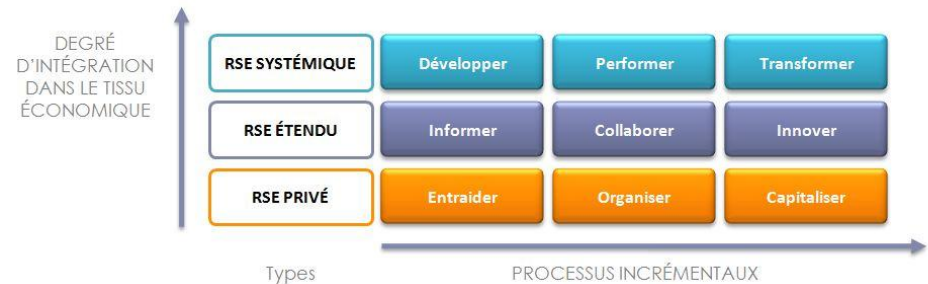 DEGRÉ
D'INTÉGRATION
DANS LE TISSU
ÉCONOMIQUE
RSE SYSTÉMIQUE
Développer
Performer
Transformer
RSE ÉTENDU
Informer
Collaborer
Innover
RSE PRIVÉ
Entraider
Organiser
Capitaliser
Types
PROCESSUS INCRÉMENTAUX